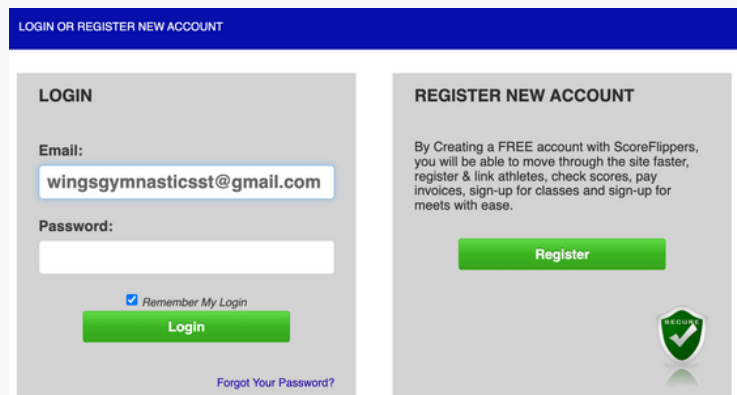 LOGIN OR REGISTER NEW ACCOUNT
LOGIN
Email:
wingsgymnasticsst@gmail.com
Password:
Remember My Login
Login
Forgot Your Password?
REGISTER NEW ACCOUNT
By Creating a FREE account with ScoreFlippers,
you will be able to move through the site faster,
register & link athletes, check scores, pay
invoices, sign-up for classes and sign-up for
meets with ease.
Register
SECURE